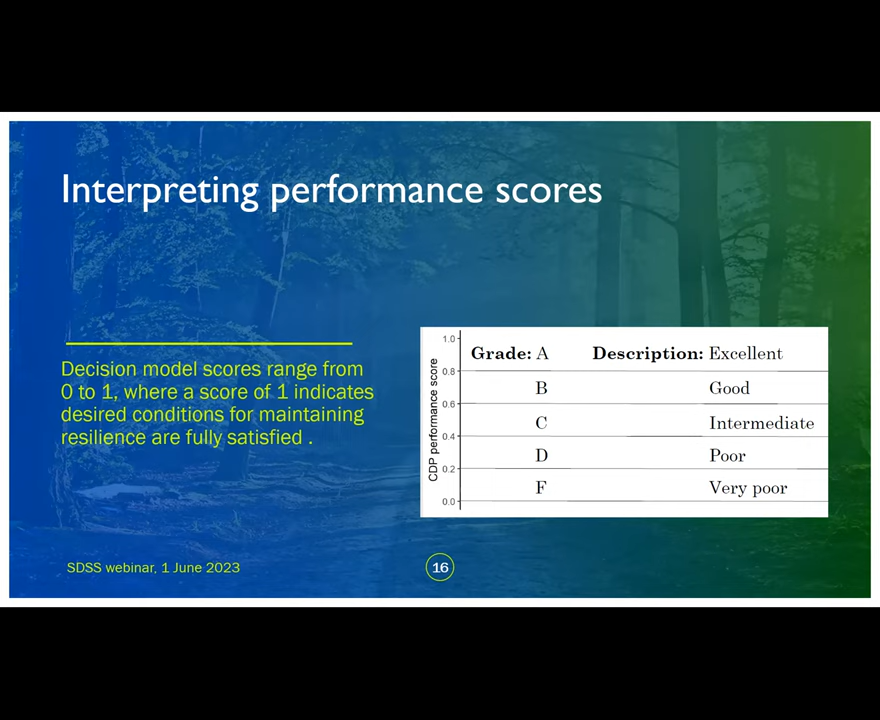 Interpreting performance scores
Decision model scores range from
0 to 1, where a score of 1 indicates
desired conditions for maintaining
resilience are fully satisfied .
CDP performance score
1.0
Grade: A Description: Excellent
0.8
B Good
0.6
C Intermediate
0.4
D Poor
0.2
F Very poor
0.0
SDSS webinar, 1 June 2023
16